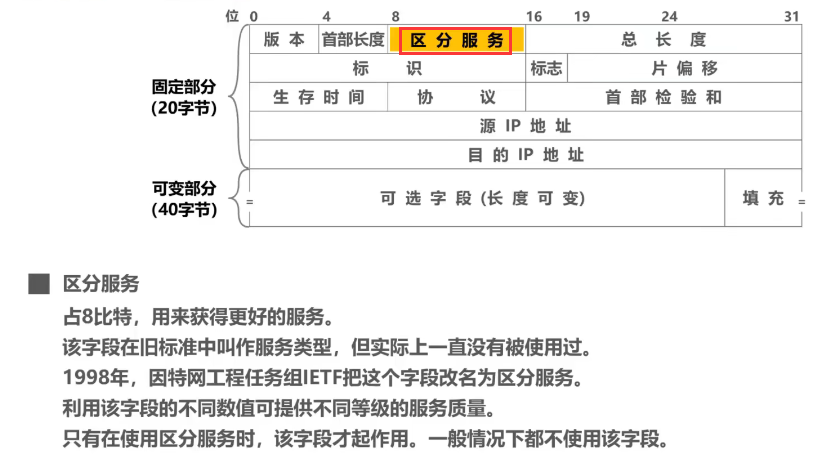 位 0 4 8 16 19 24 31
版 本 首部长度 区 分 服 务 总 长 度
标 识 标志 片 偏 移
固定部分
(20字节)
生 存 时 间 协 议 首 部 检 验 和
源 IP 地 址
目 的 IP 地 址
可变部分
(40字节)
可 选 字 段 (长 度 可 变) 填 充
区分服务
占8比特，用来获得更好的服务。
该字段在旧标准中叫作服务类型，但实际上一直没有被使用过。
1998年，因特网工程任务组IETF把这个字段改名为区分服务。
利用该字段的不同数值可提供不同等级的服务质量。
只有在使用区分服务时，该字段才起作用。一般情况下都不使用该字段。